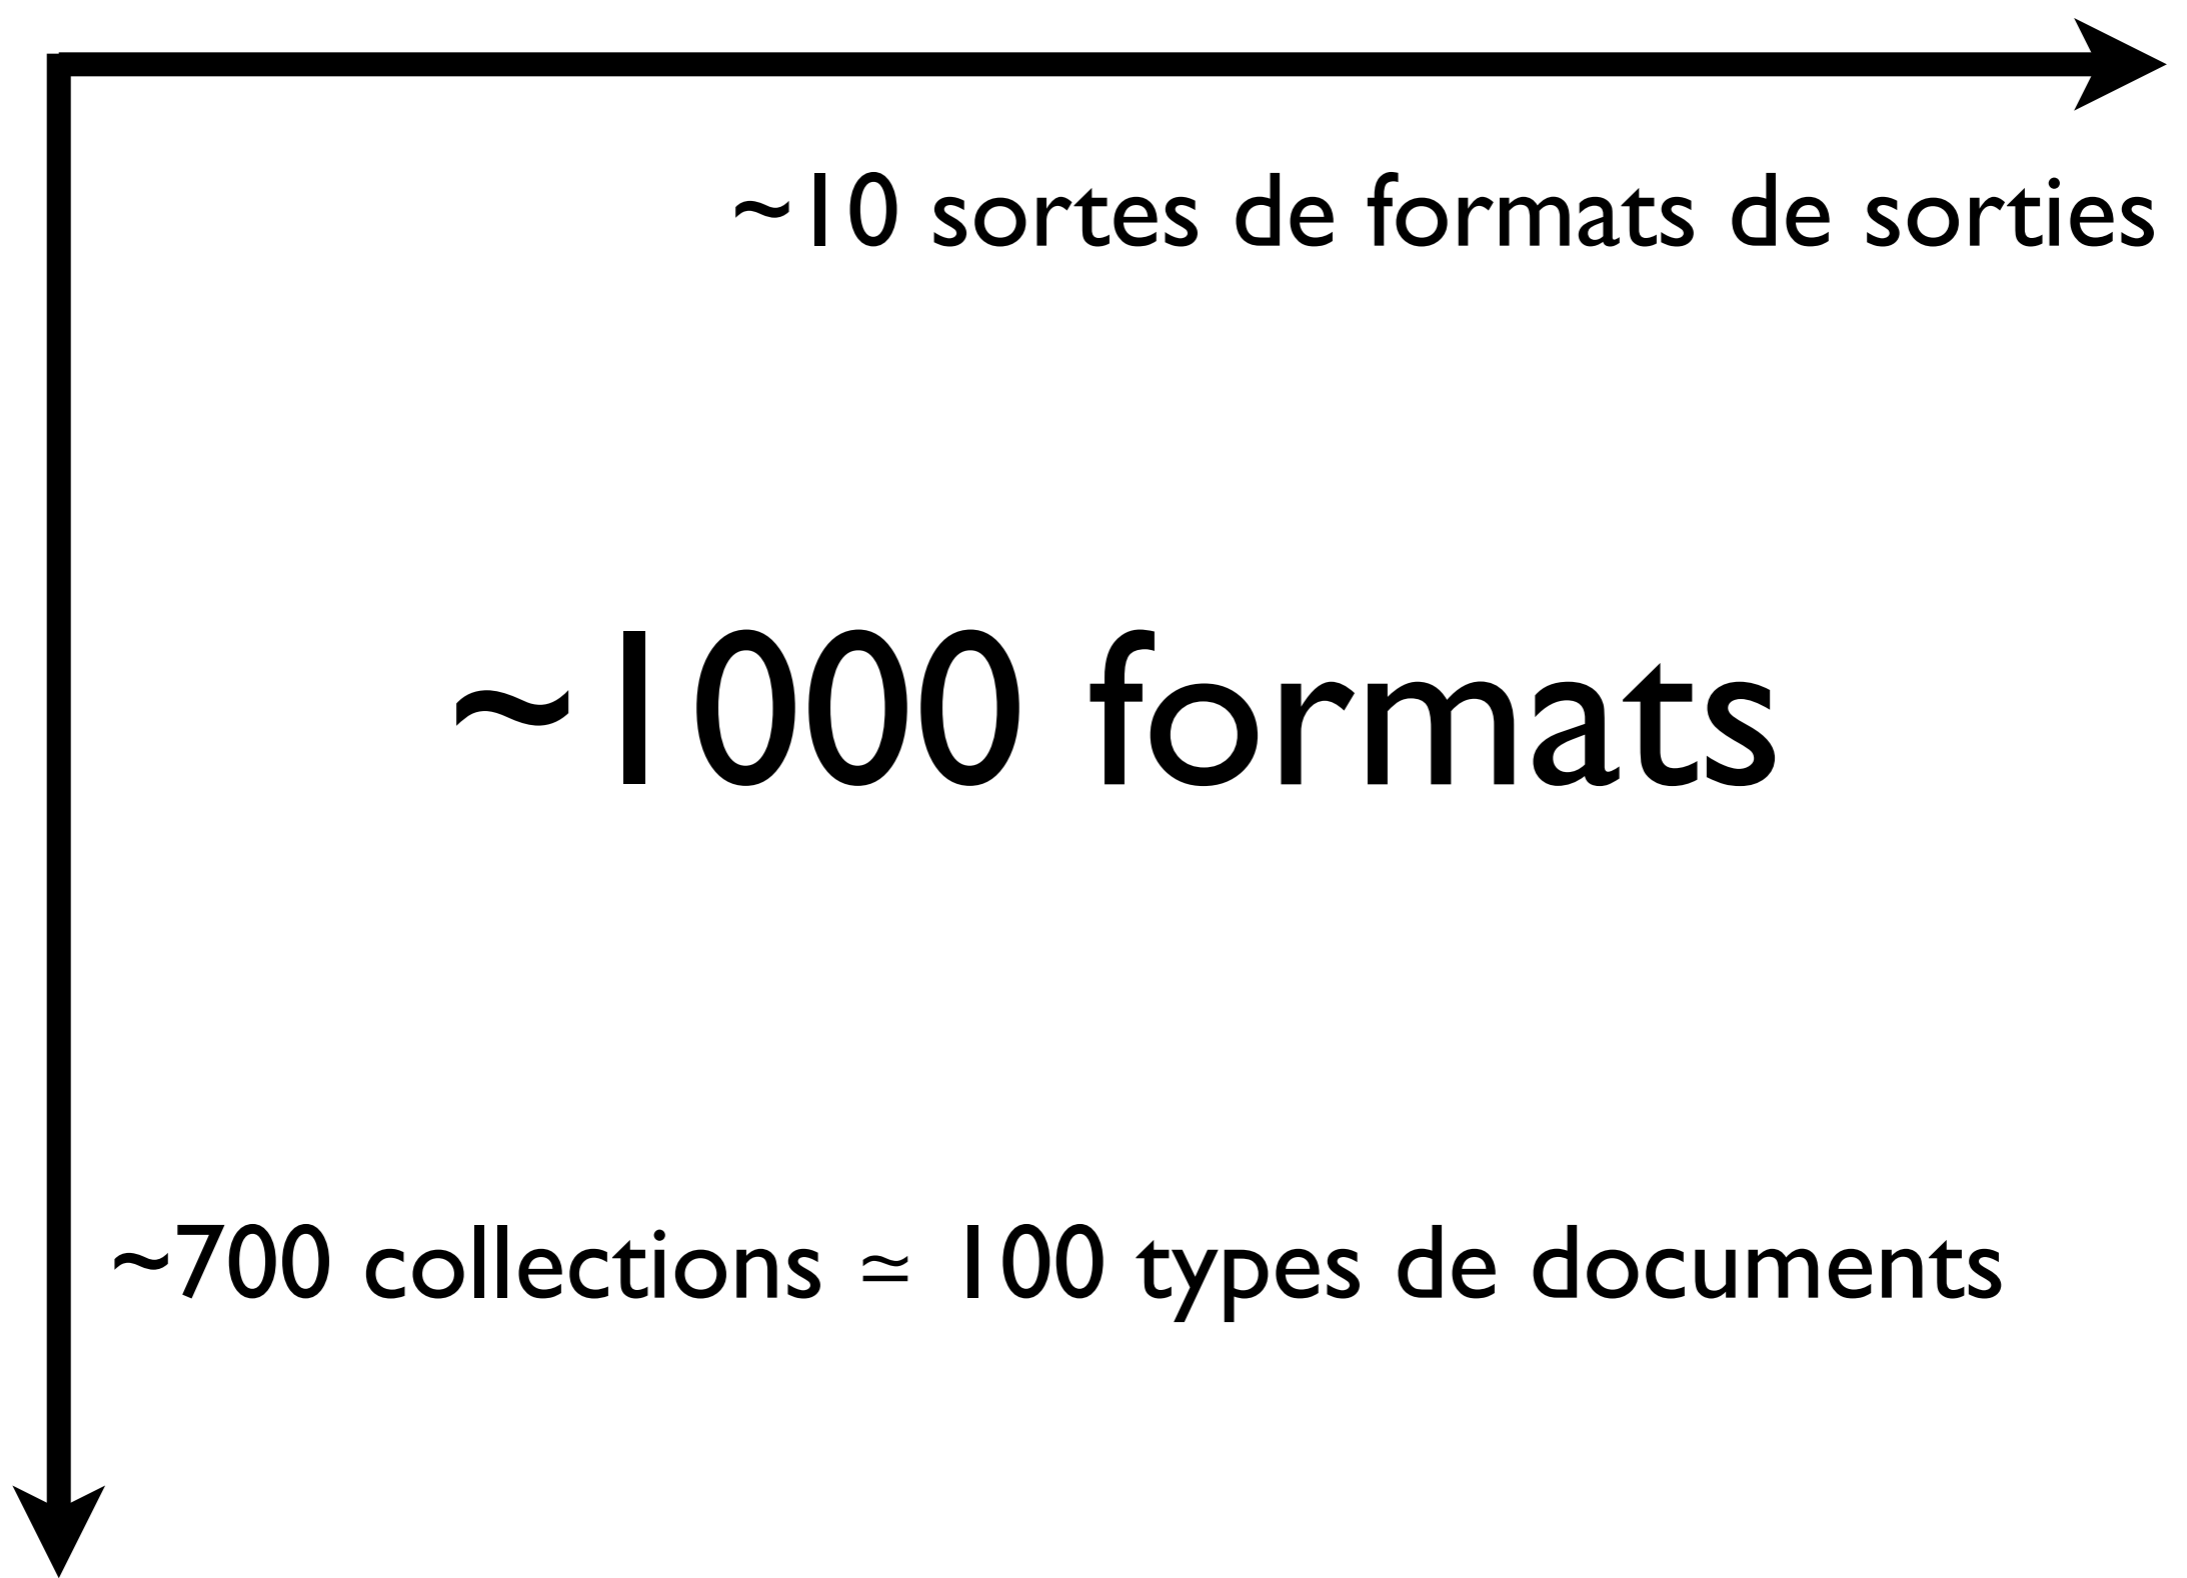 ~10 sortes de formats de sorties
~1000 formats
~700 collections ≃ 100 types de documents